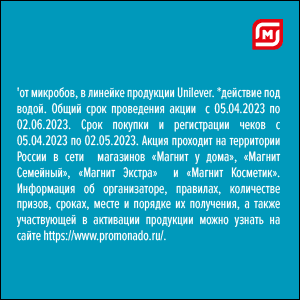 М
'от микробов, в линейке продукции Unilever. *действие под
водой. Общий срок проведения акции с 05.04.2023 по
02.06.2023. Срок покупки и регистрации чеков с
05.04.2023 по 02.05.2023. Акция проходит на территории
России в сети магазинов «Магнит у дома», «Магнит
Семейный», «Магнит Экстра» и «Магнит Косметик».
Информация об организаторе, правилах, количестве
призов, сроках, месте и порядке их получения, а также
участвующей в активации продукции можно узнать на
сайте https://www.promonado.ru/.